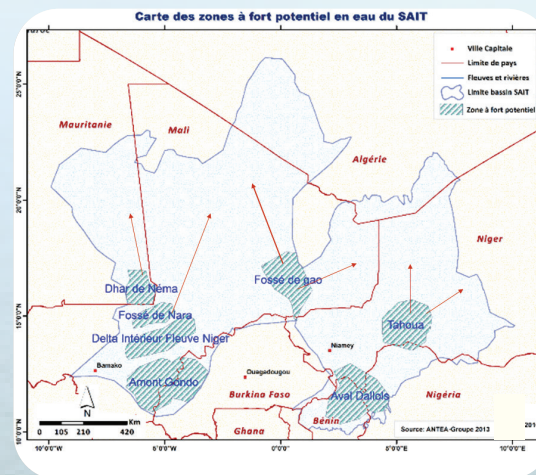 Carte des zones à fort potentiel en eau du SAIT
Ville Capitale
Limite de pays
Fleuves et rivières
Limite bassin SAIT
Zone à fort potentiel
25°0'0"N
20°0'0"N
15°0'0"N
10°0'0"N
Mauritanie
Mali
Algérie
Niger
Dhar de Néma
Fossé de gao
Fossé de Nara
Tahoua
Delta Intérieur Fleuve Niger
Niamey
Bamako
Ouagadougou
Amont Gondo
Aval Dallols
Burkina Faso
Nigéria
Bénin
Ghana
N
Km
0 105 210 420
Source: ANTEA-Groupe 2013
201
10°0'0"O
5°0'0"O
0°0'0"
5°0'0"E
10°0'0"E